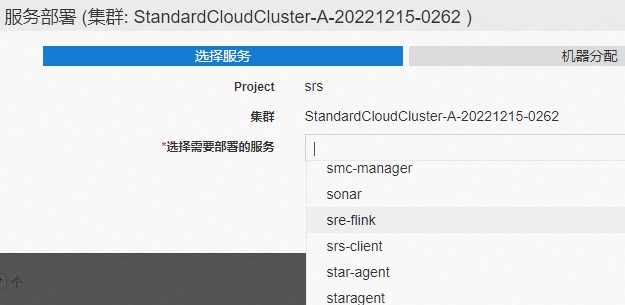 服务部署 (集群: StandardCloudCluster-A-20221215-0262 )
选择服务
机器分配
Project srs
集群 StandardCloudCluster-A-20221215-0262
*选择需要部署的服务
smc-manager
sonar
sre-flink
srs-client
star-agent
staragent
个